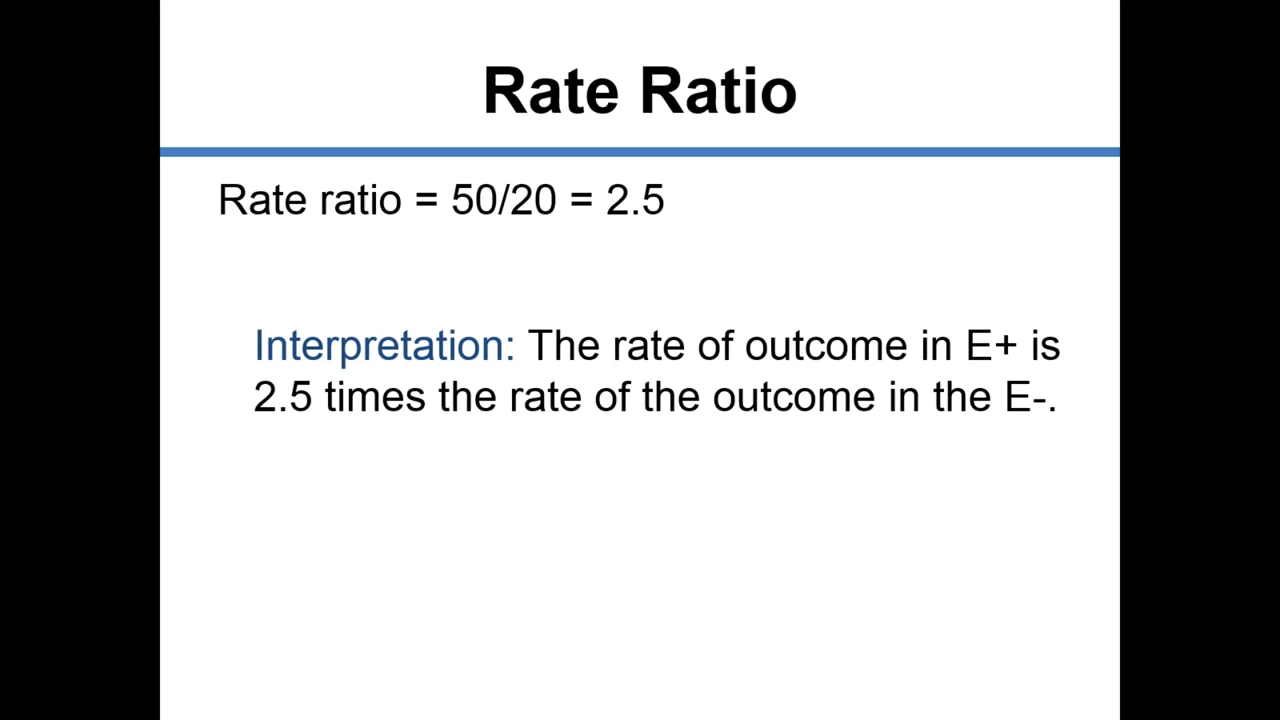 Rate Ratio
Rate ratio = 50/20 = 2.5
Interpretation: The rate of outcome in E+ is
2.5 times the rate of the outcome in the E-.